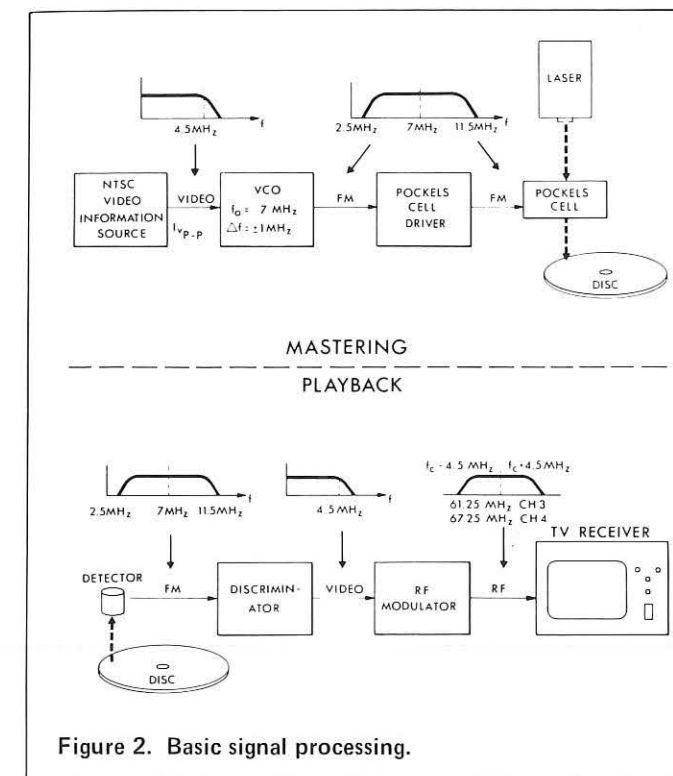 LASER
4.5MHz
f
2.5MHz 7MHz 11.5MHz
f
NTSC
VIDEO
INFORMATION
SOURCE
VIDEO
IvP-P
VCO
fo = 7 MHz
△f = ±1MHz
FM
POCKELS
CELL
DRIVER
FM
POCKELS
CELL
DISC
MASTERING
PLAYBACK
2.5MHz 7MHz 11.5MHz
f
4.5MHz
f
fc - 4.5 MHz fc + 4.5MHz
61.25 MHz CH 3
67.25 MHz CH 4
TV RECEIVER
DETECTOR
FM
DISCRIMIN-
ATOR
VIDEO
RF
MODULATOR
RF
DISC
Figure 2. Basic signal processing.